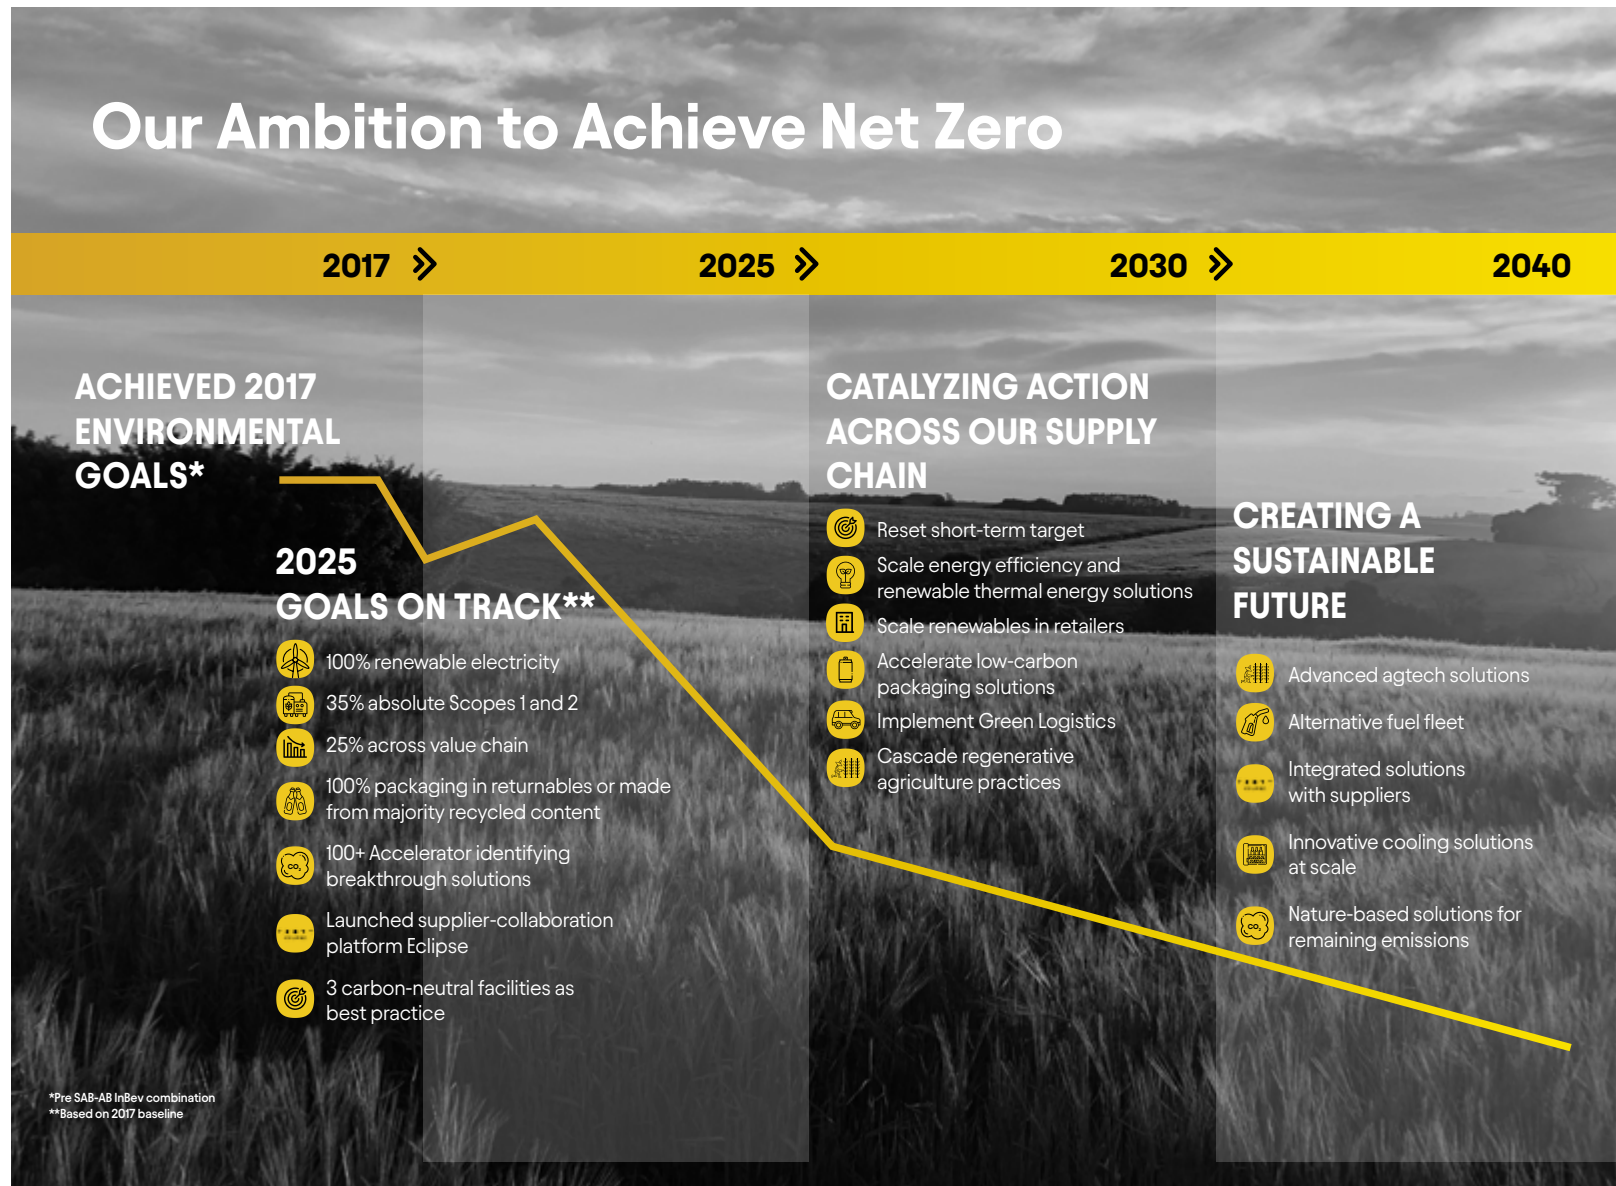 Our Ambition to Achieve Net Zero
2017
2025
2030
2040
ACHIEVED 2017
ENVIRONMENTAL
GOALS*
2025
GOALS ON TRACK**
100% renewable electricity
35% absolute Scopes 1 and 2
25% across value chain
100% packaging in returnables or made
from majority recycled content
100+ Accelerator identifying
breakthrough solutions
Launched supplier-collaboration
platform Eclipse
3 carbon-neutral facilities as
best practice
CATALYZING ACTION
ACROSS OUR SUPPLY
CHAIN
Reset short-term target
Scale energy efficiency and
renewable thermal energy solutions
Scale renewables in retailers
Accelerate low-carbon
packaging solutions
Implement Green Logistics
Cascade regenerative
agriculture practices
CREATING A
SUSTAINABLE
FUTURE
Advanced agtech solutions
Alternative fuel fleet
Integrated solutions
with suppliers
Innovative cooling solutions
at scale
Nature-based solutions for
remaining emissions
CO₂
CO₂
*Pre SAB-AB InBev combination
**Based on 2017 baseline